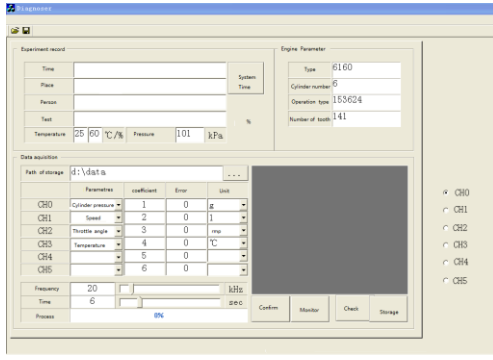 Diagnoser
Experiment record
Time
System Time
Place
Person
Test
%
Temperature 25 60 ℃/% Pressure 101 kPa
Engine Parameter
Type 6160
Cylinder number 6
Operation type 153624
Number of tooth 141
Data aquisition
Path of storage d:\data ...
Parametres coefficient Error Unit
CH0 Cylinder pressure 1 0 g
CH1 Speed 2 0 1
CH2 Throttle angle 3 0 rmp
CH3 Temperature 4 0 ℃
CH4 5 0
CH5 6 0
Frequency 20 kHz
Time 6 sec
Process 0%
Confirm Monitor Check Storage
CH0
CH1
CH2
CH3
CH4
CH5